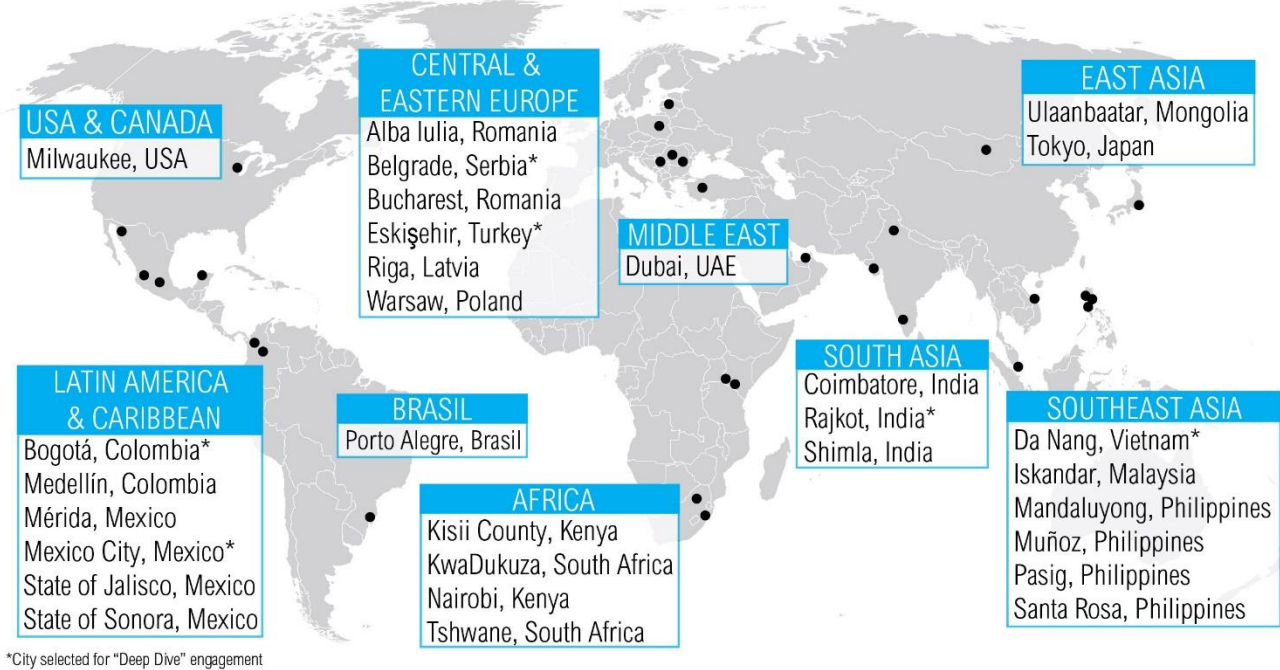 USA & CANADA
Milwaukee, USA
CENTRAL &
EASTERN EUROPE
Alba Iulia, Romania
Belgrade, Serbia*
Bucharest, Romania
Eskişehir, Turkey*
Riga, Latvia
Warsaw, Poland
EAST ASIA
Ulaanbaatar, Mongolia
Tokyo, Japan
MIDDLE EAST
Dubai, UAE
LATIN AMERICA
& CARIBBEAN
Bogotá, Colombia*
Medellín, Colombia
Mérida, Mexico
Mexico City, Mexico*
State of Jalisco, Mexico
State of Sonora, Mexico
BRASIL
Porto Alegre, Brasil
AFRICA
Kisii County, Kenya
KwaDukuza, South Africa
Nairobi, Kenya
Tshwane, South Africa
SOUTH ASIA
Coimbatore, India
Rajkot, India*
Shimla, India
SOUTHEAST ASIA
Da Nang, Vietnam*
Iskandar, Malaysia
Mandaluyong, Philippines
Muñoz, Philippines
Pasig, Philippines
Santa Rosa, Philippines
*City selected for “Deep Dive” engagement